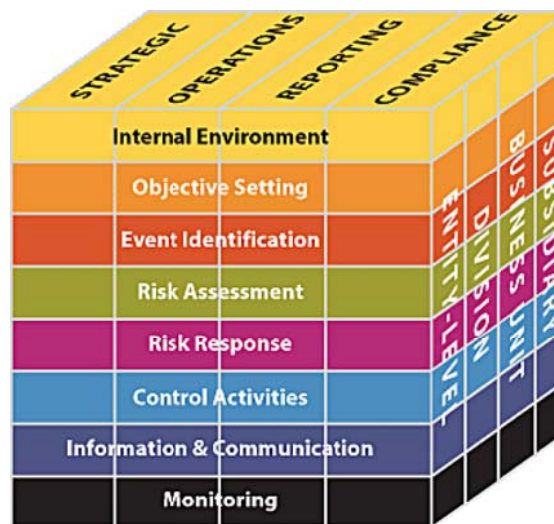 STRATEGIC
OPERATIONS
REPORTING
COMPLIANCE
Internal Environment
Objective Setting
Event Identification
Risk Assessment
Risk Response
Control Activities
Information & Communication
Monitoring
ENTITY-LEVEL
DIVISION
BUSINESS UNIT
SUBSIDIARY